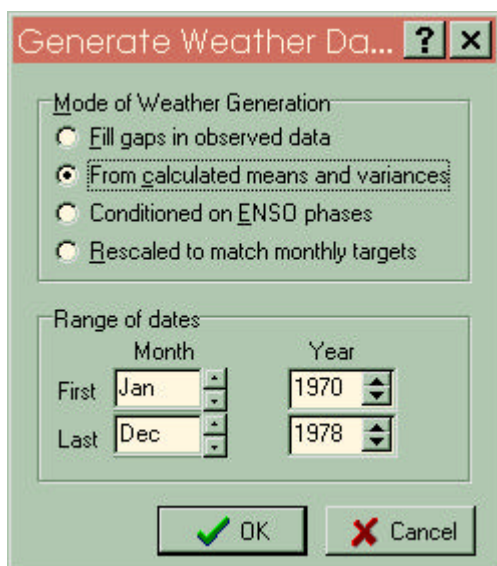 Generate Weather Da... ? ×
Mode of Weather Generation
Fill gaps in observed data
From calculated means and variances
Conditioned on ENSO phases
Rescaled to match monthly targets
Range of dates
Month Year
First Jan 1970
Last Dec 1978
OK Cancel